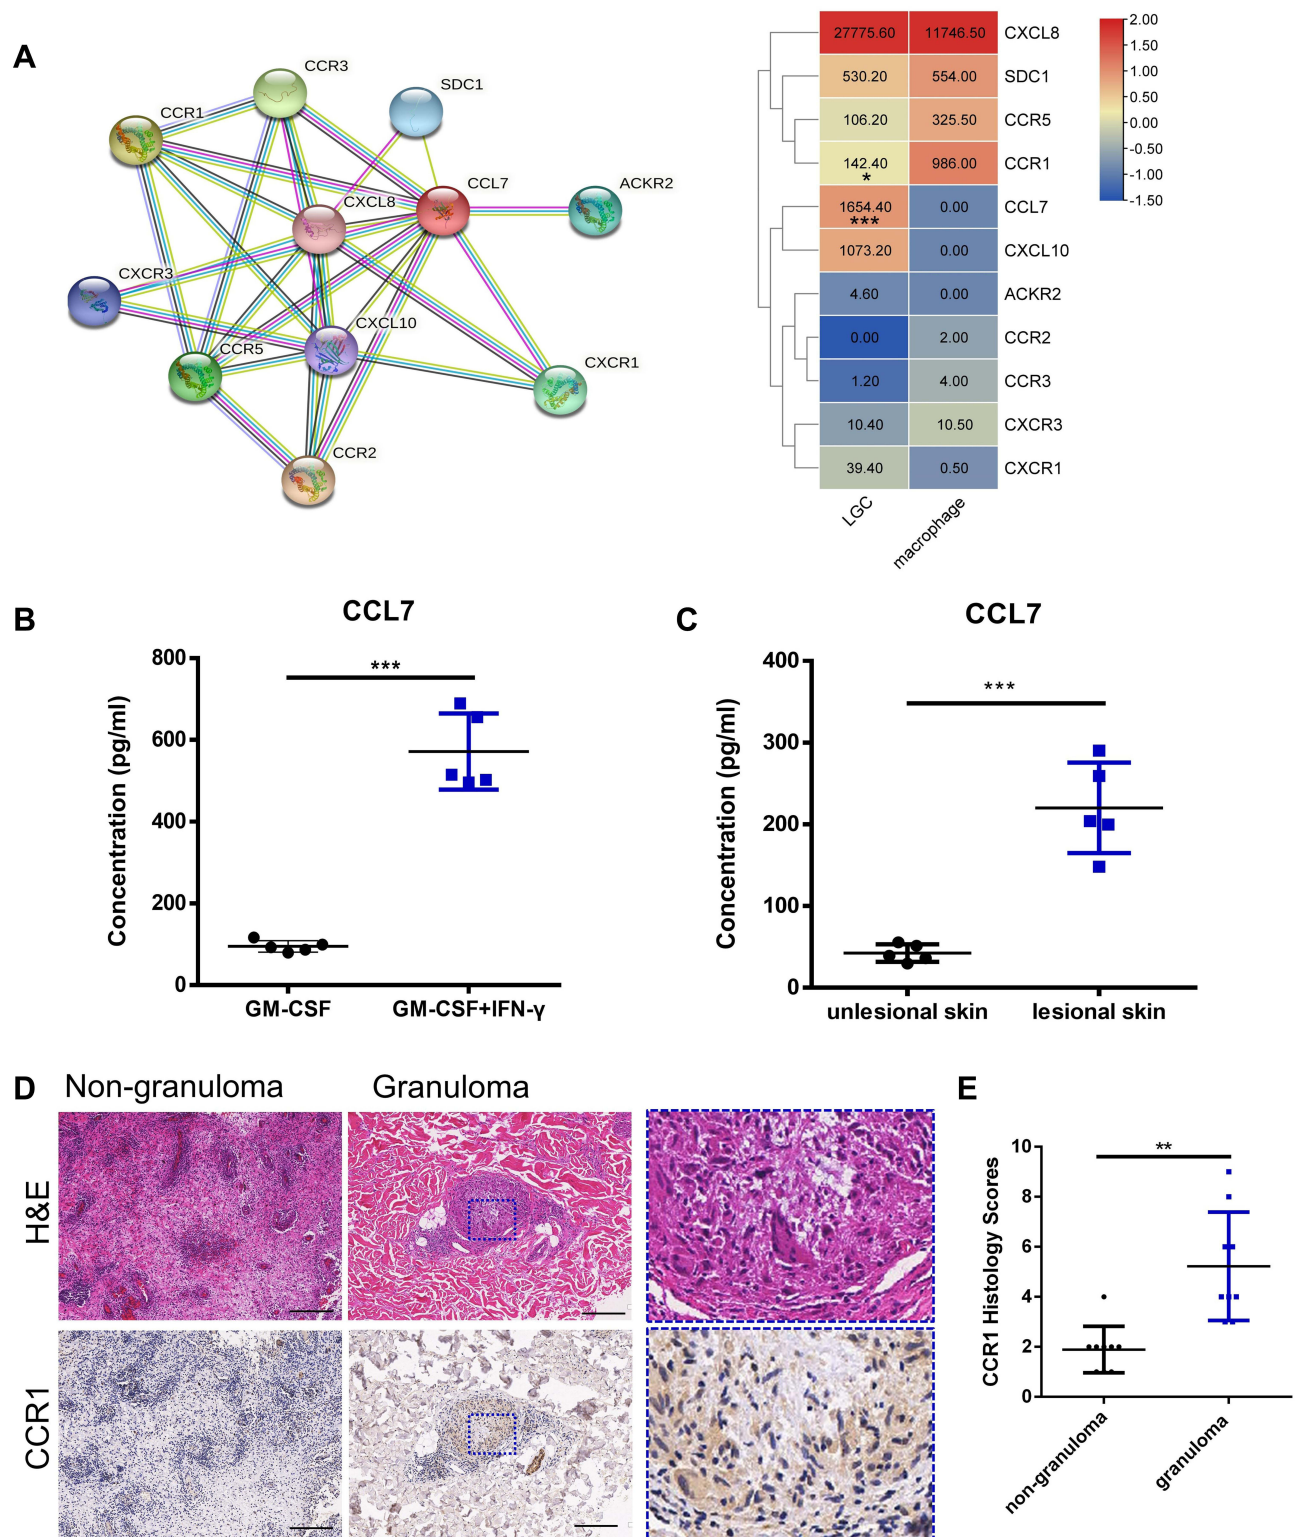 A
CCR3
SDC1
CCR1
CCL7
ACKR2
CXCL8
CXCR3
CXCL10
CCR5
CXCR1
CCR2
27775.60 11746.50 CXCL8
530.20 554.00 SDC1
106.20 325.50 CCR5
142.40 986.00 CCR1
*
1654.40 0.00 CCL7
***
1073.20 0.00 CXCL10
4.60 0.00 ACKR2
0.00 2.00 CCR2
1.20 4.00 CCR3
10.40 10.50 CXCR3
39.40 0.50 CXCR1
LGC macrophage
2.00
1.50
1.00
0.50
0.00
-0.50
-1.00
-1.50
B
CCL7
Concentration (pg/ml)
800
600
400
200
0
***
GM-CSF GM-CSF+IFN-γ
C
CCL7
Concentration (pg/ml)
400
300
200
100
0
***
unlesional skin lesional skin
D
Non-granuloma Granuloma
H&E
CCR1
E
CCR1 Histology Scores
10
8
6
4
2
0
**
non-granuloma granuloma